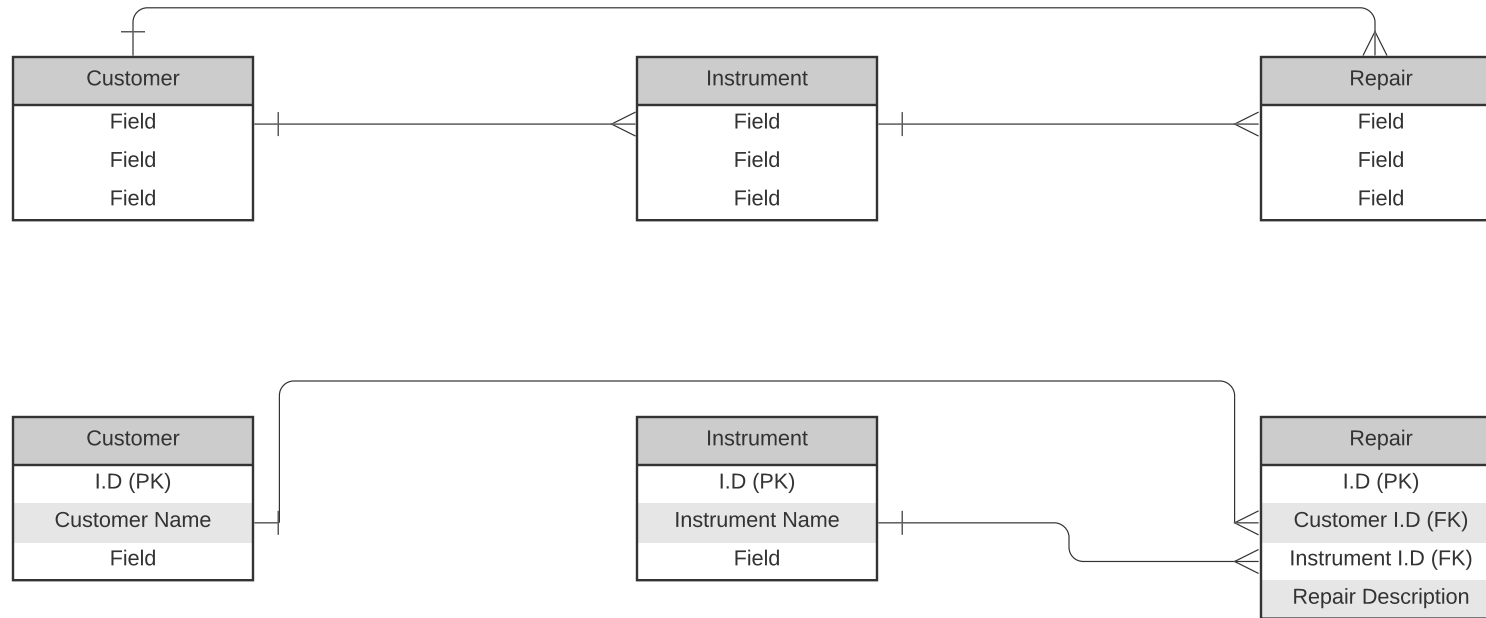 Customer
Field
Field
Field
Instrument
Field
Field
Field
Repair
Field
Field
Field
Customer
I.D (PK)
Customer Name
Field
Instrument
I.D (PK)
Instrument Name
Field
Repair
I.D (PK)
Customer I.D (FK)
Instrument I.D (FK)
Repair Description